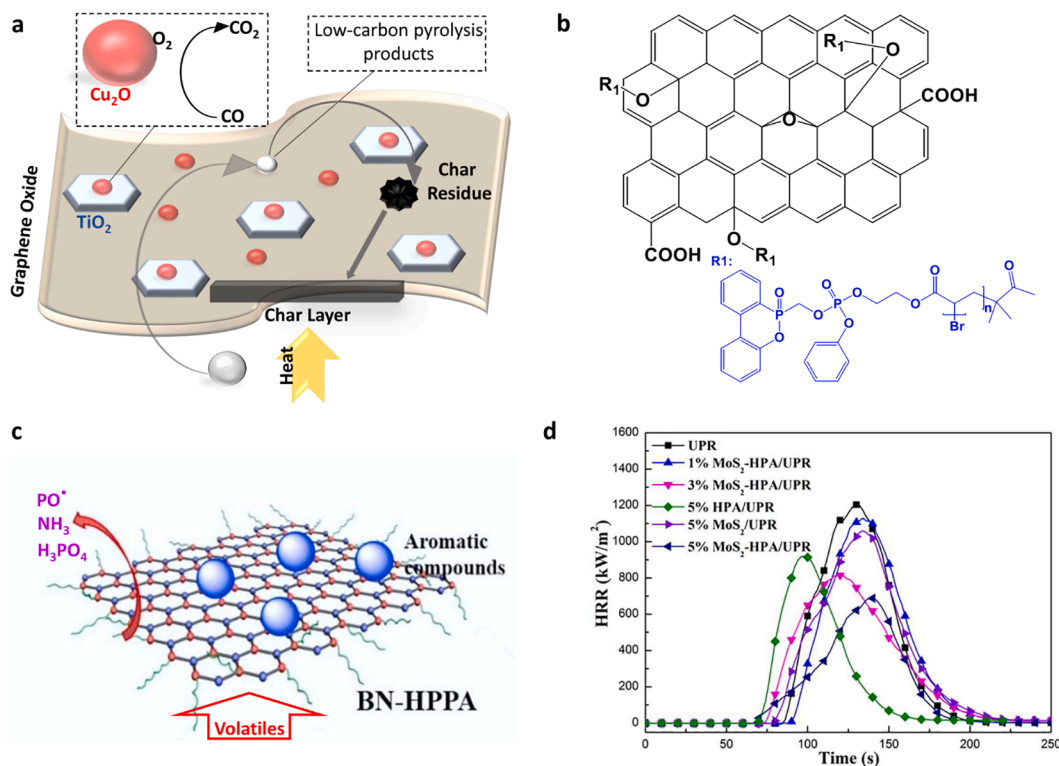 a
O₂
CO₂
Cu₂O
CO
Low-carbon pyrolysis
products
Graphene Oxide
TiO₂
Char
Residue
Char Layer
Heat
b
R₁
O
R₁
O
O
COOH
COOH
O
R₁
R1:
O
P
O
O
P
O
O
O
O
O
Br
n
O
c
PO•
NH₃
H₃PO₄
Aromatic
compounds
BN-HPPA
Volatiles
d
UPR
1% MoS₂-HPA/UPR
3% MoS₂-HPA/UPR
5% HPA/UPR
5% MoS₂/UPR
5% MoS₂-HPA/UPR
HRR (kW/m²)
1600
1400
1200
1000
800
600
400
200
0
0 50 100 150 200 250
Time (s)